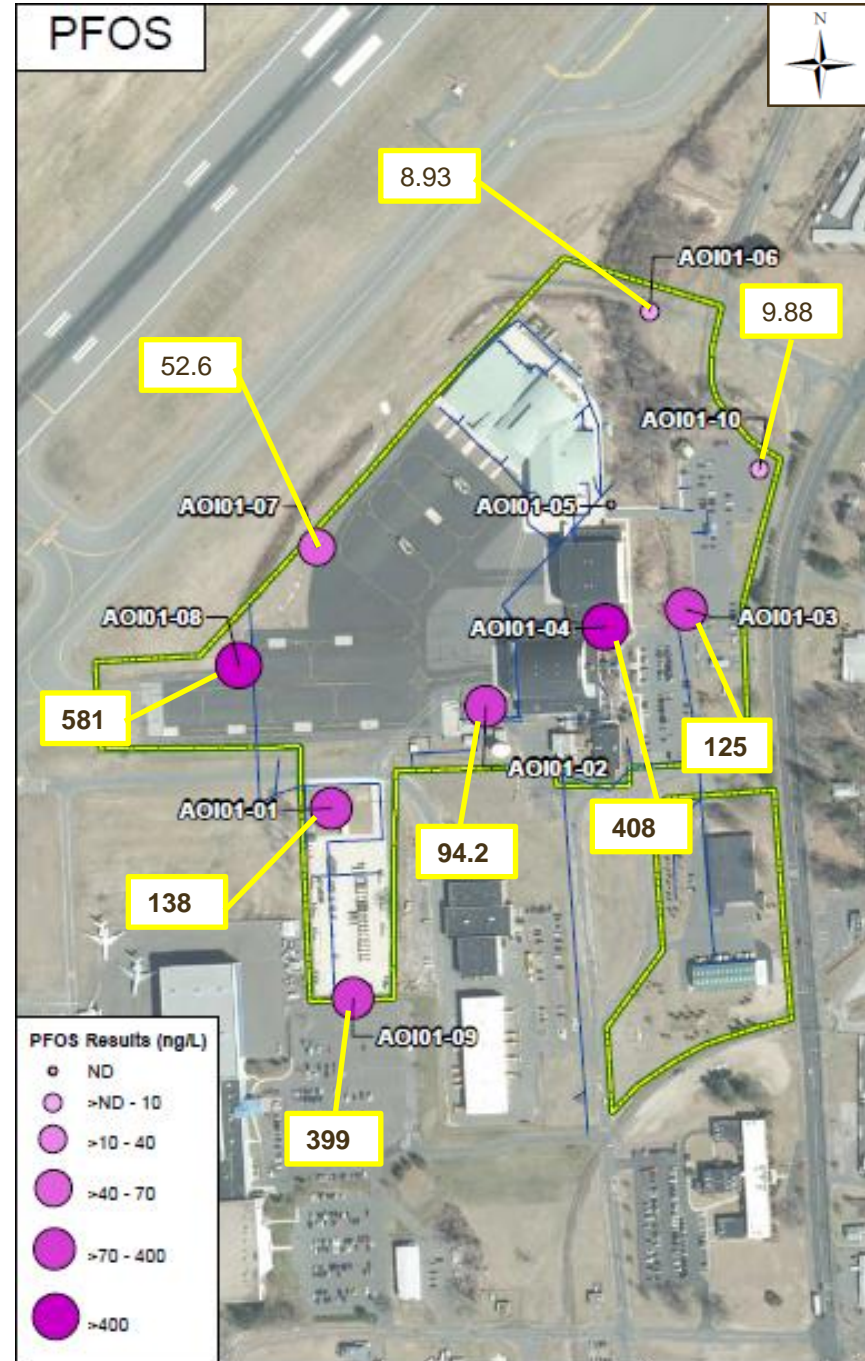 PFOS
N
8.93
AOI01-06
9.88
52.6
AOI01-10
AOI01-07
AOI01-05
AOI01-08
AOI01-04
AOI01-03
581
125
AOI01-02
AOI01-01
408
94.2
138
AOI01-09
399
PFOS Results (ng/L)
ND
>ND - 10
>10 - 40
>40 - 70
>70 - 400
>400